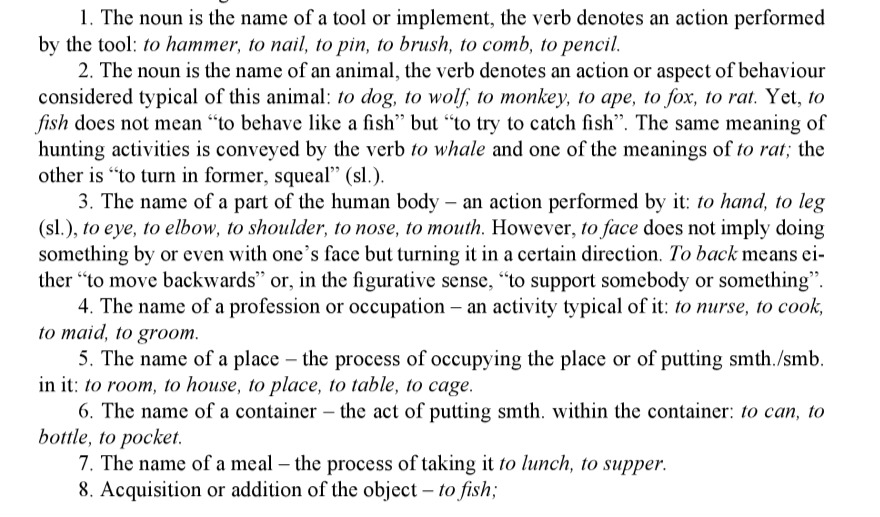 1. The noun is the name of a tool or implement, the verb denotes an action performed
by the tool: to hammer, to nail, to pin, to brush, to comb, to pencil.
2. The noun is the name of an animal, the verb denotes an action or aspect of behaviour
considered typical of this animal: to dog, to wolf, to monkey, to ape, to fox, to rat. Yet, to
fish does not mean “to behave like a fish” but “to try to catch fish”. The same meaning of
hunting activities is conveyed by the verb to whale and one of the meanings of to rat; the
other is “to turn in former, squeal” (sl.).
3. The name of a part of the human body – an action performed by it: to hand, to leg
(sl.), to eye, to elbow, to shoulder, to nose, to mouth. However, to face does not imply doing
something by or even with one’s face but turning it in a certain direction. To back means ei-
ther “to move backwards” or, in the figurative sense, “to support somebody or something”.
4. The name of a profession or occupation – an activity typical of it: to nurse, to cook,
to maid, to groom.
5. The name of a place – the process of occupying the place or of putting smth./smb.
in it: to room, to house, to place, to table, to cage.
6. The name of a container – the act of putting smth. within the container: to can, to
bottle, to pocket.
7. The name of a meal – the process of taking it to lunch, to supper.
8. Acquisition or addition of the object – to fish;